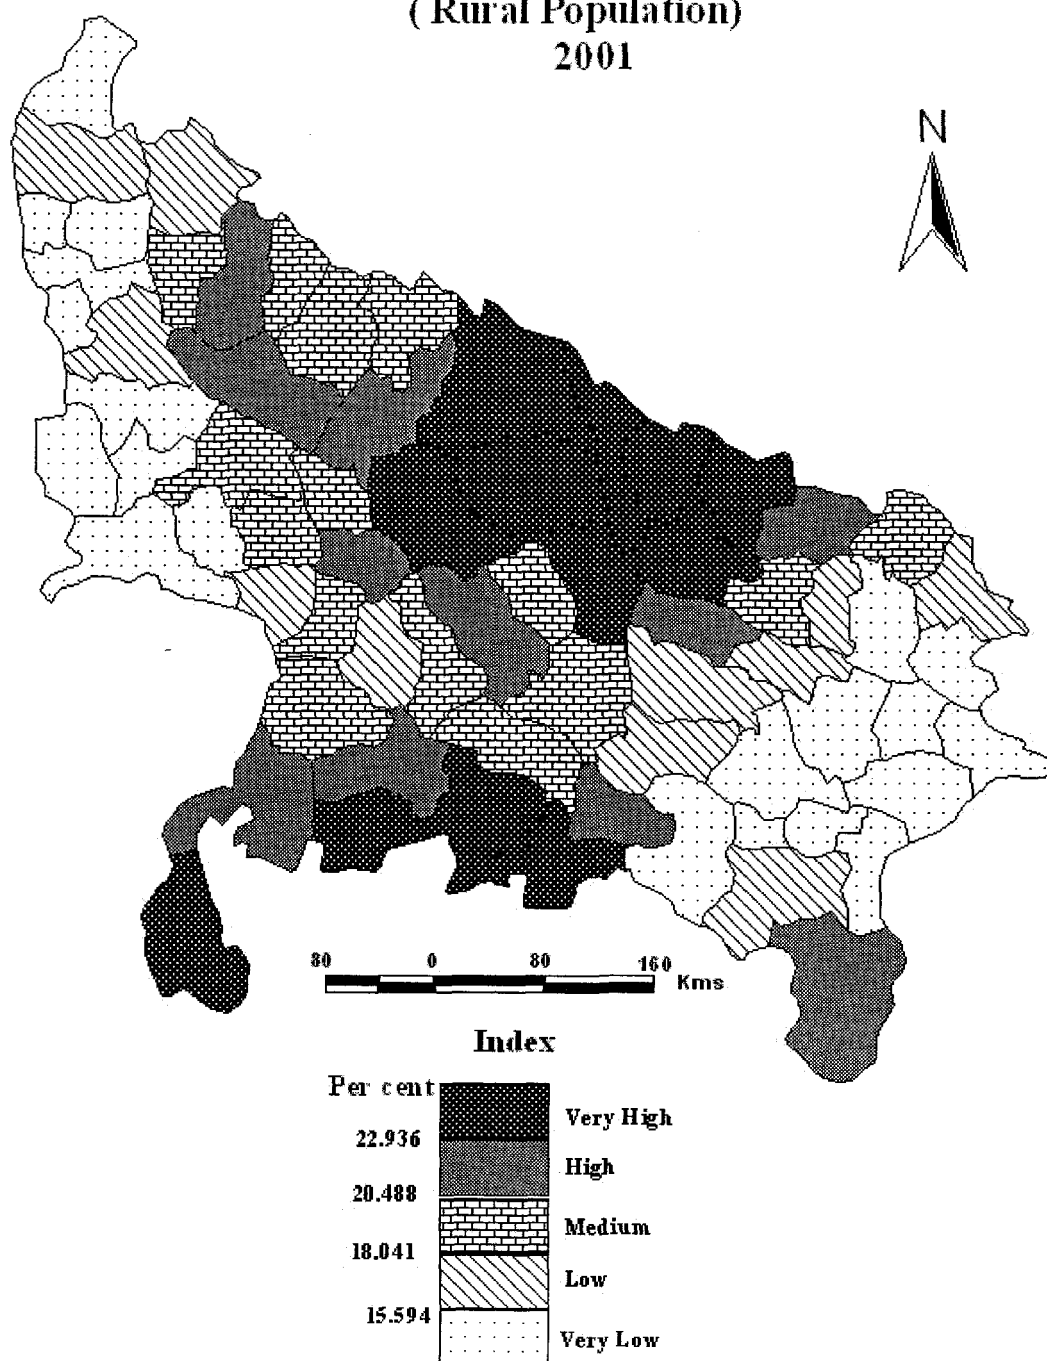 ( Rural Population)
2001
N
80 0 80 160 Kms
Index
Per cent
Very High
22.936
High
20.488
Medium
18.041
Low
15.594
Very Low